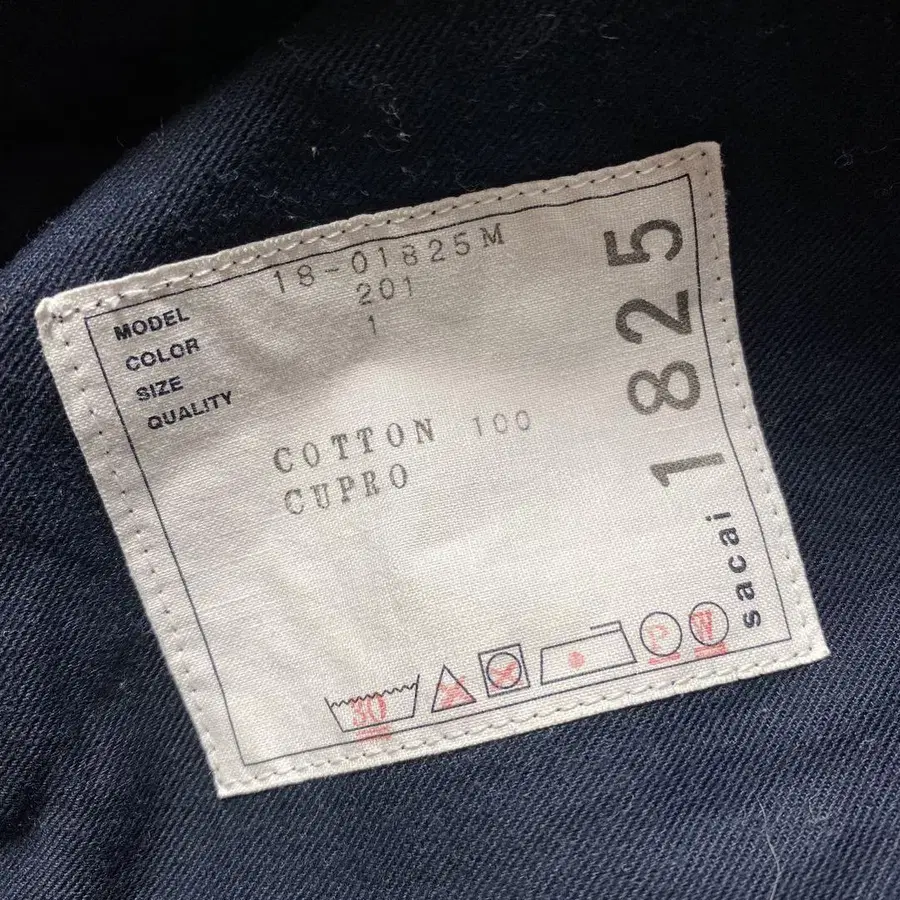 MODEL 18-01825M
COLOR 201
SIZE 1
QUALITY
COTTON 100
CUPRO
1825
sacai
30
P
W